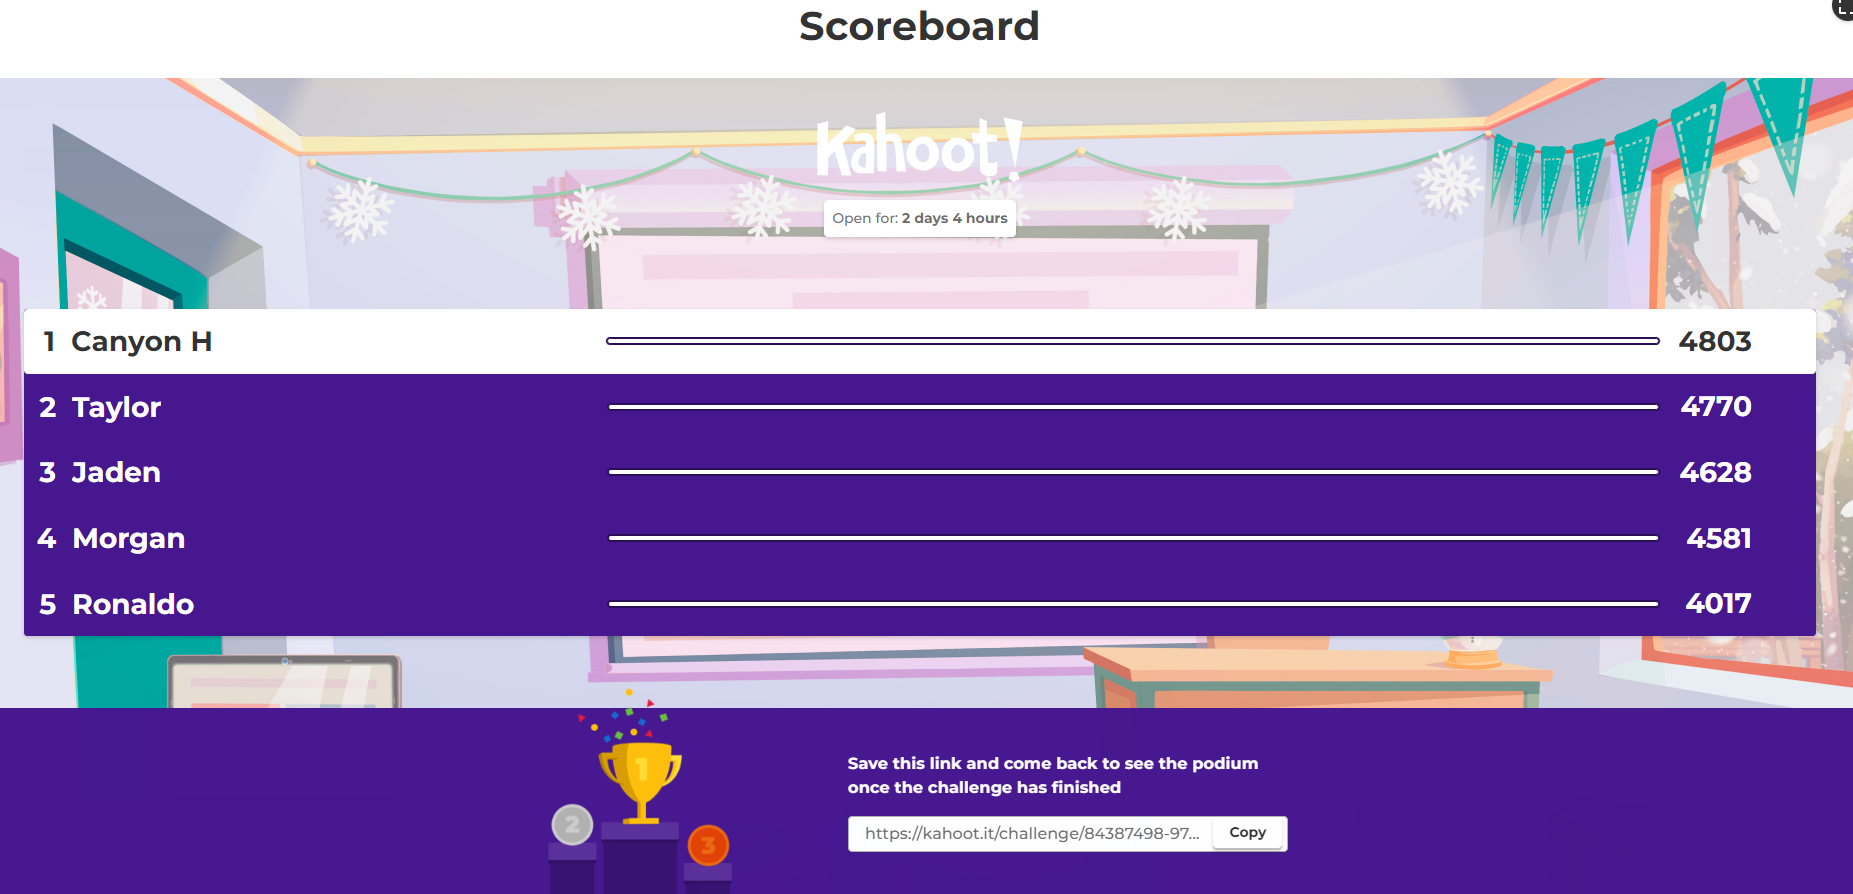 Scoreboard
Kahoot!
Open for: 2 days 4 hours
1 Canyon H 4803
2 Taylor 4770
3 Jaden 4628
4 Morgan 4581
5 Ronaldo 4017
1
2
3
Save this link and come back to see the podium
once the challenge has finished
https://kahoot.it/challenge/84387498-97... Copy